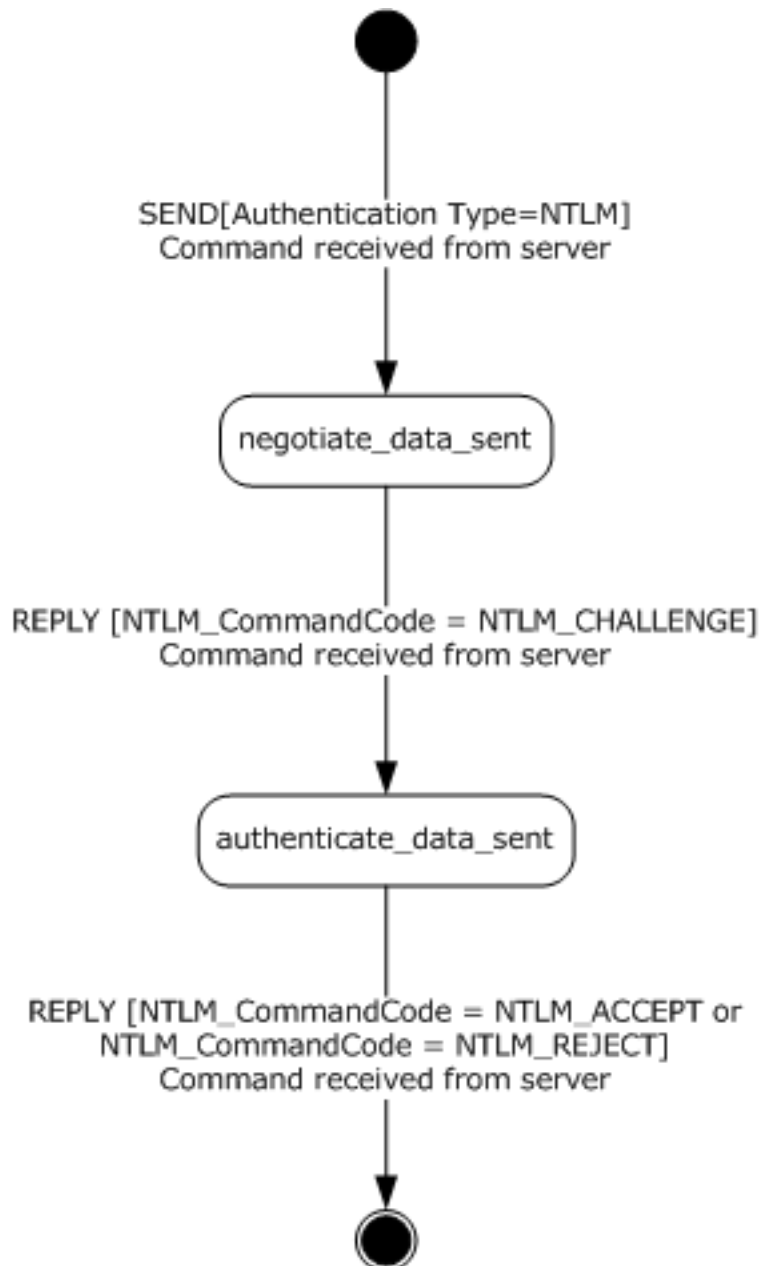 SEND[Authentication Type=NTLM]
Command received from server
negotiate_data_sent
REPLY [NTLM_CommandCode = NTLM_CHALLENGE]
Command received from server
authenticate_data_sent
REPLY [NTLM_CommandCode = NTLM_ACCEPT or
NTLM_CommandCode = NTLM_REJECT]
Command received from server